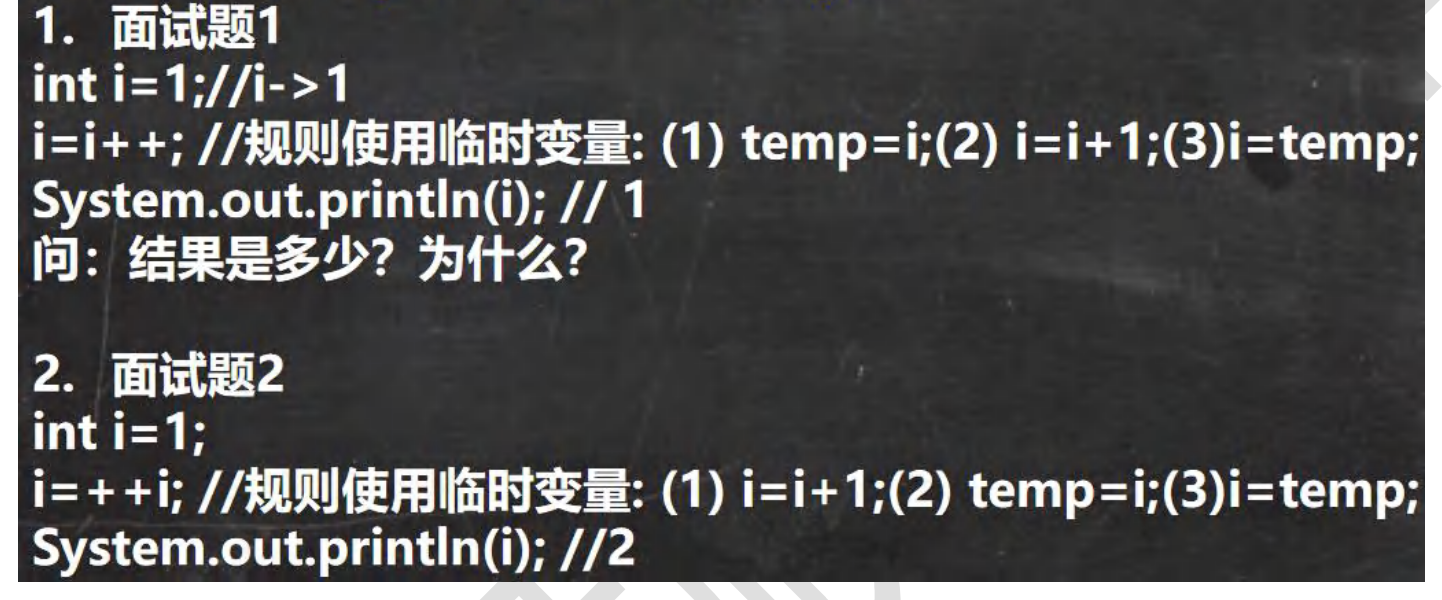 1. 面试题1
int i=1;//i->1
i=i++; //规则使用临时变量: (1) temp=i;(2) i=i+1;(3)i=temp;
System.out.println(i); // 1
问：结果是多少？为什么?
2. 面试题2
int i=1;
i=++i; //规则使用临时变量: (1) i=i+1;(2) temp=i;(3)i=temp;
System.out.println(i); //2